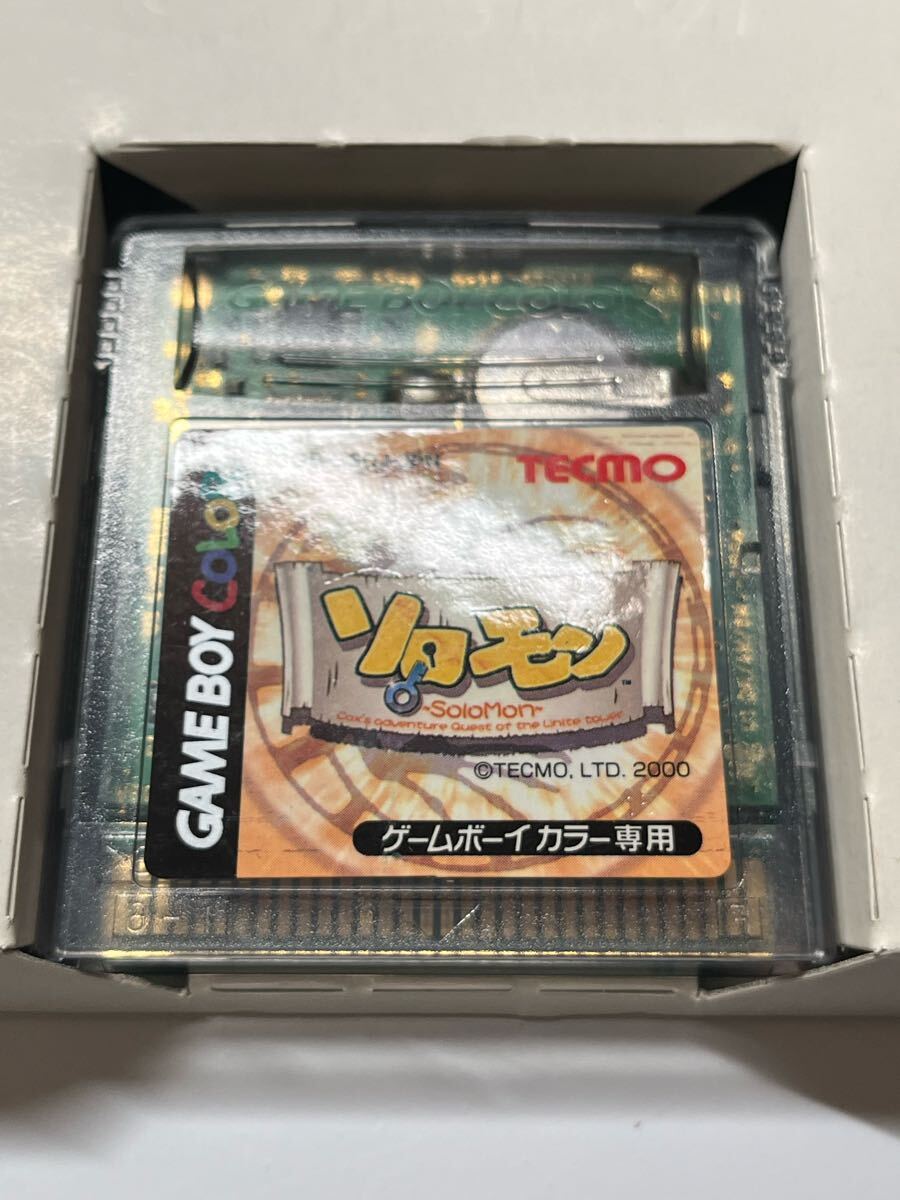 GAME BOY COLOR
TECMO
GAME BOY COLOR
ソロモン
TM
~SoloMon~
Cox's adventure Quest of the Unite tower
©TECMO, LTD. 2000
ゲームボーイ カラー専用